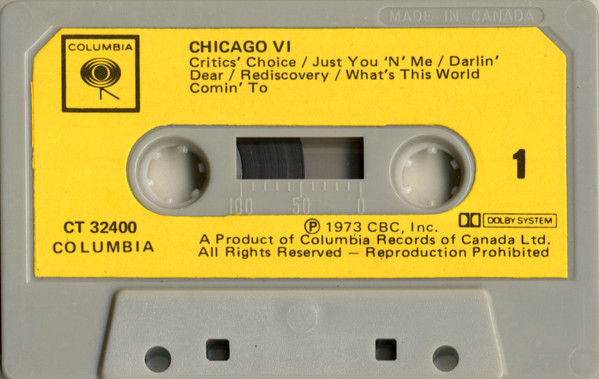 MADE IN CANADA
COLUMBIA
CHICAGO VI
Critics' Choice / Just You 'N' Me / Darlin'
Dear / Rediscovery / What's This World
Comin' To
1
100 50 0
CT 32400
COLUMBIA
DOLBY SYSTEM
Ⓟ 1973 CBC, Inc.
A Product of Columbia Records of Canada Ltd.
All Rights Reserved — Reproduction Prohibited